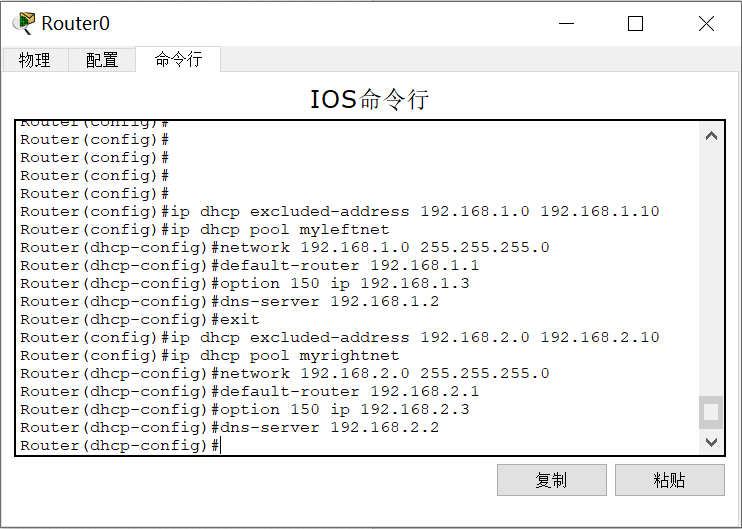 Router0
物理 配置 命令行
IOS命令行
Router(config)#
Router(config)#
Router(config)#
Router(config)#
Router(config)#
Router(config)#ip dhcp excluded-address 192.168.1.0 192.168.1.10
Router(config)#ip dhcp pool myleftnet
Router(dhcp-config)#network 192.168.1.0 255.255.255.0
Router(dhcp-config)#default-router 192.168.1.1
Router(dhcp-config)#option 150 ip 192.168.1.3
Router(dhcp-config)#dns-server 192.168.1.2
Router(dhcp-config)#exit
Router(config)#ip dhcp excluded-address 192.168.2.0 192.168.2.10
Router(config)#ip dhcp pool myrightnet
Router(dhcp-config)#network 192.168.2.0 255.255.255.0
Router(dhcp-config)#default-router 192.168.2.1
Router(dhcp-config)#option 150 ip 192.168.2.3
Router(dhcp-config)#dns-server 192.168.2.2
Router(dhcp-config)#
复制 粘贴